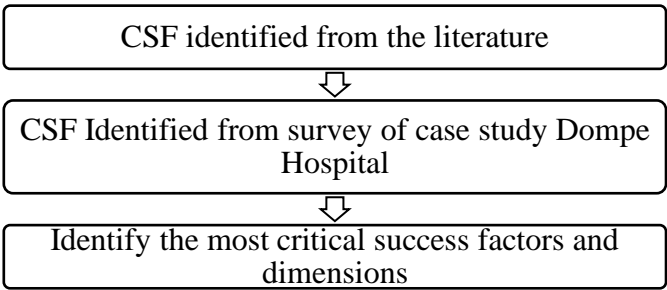 CSF identified from the literature
CSF Identified from survey of case study Dompe
Hospital
Identify the most critical success factors and
dimensions